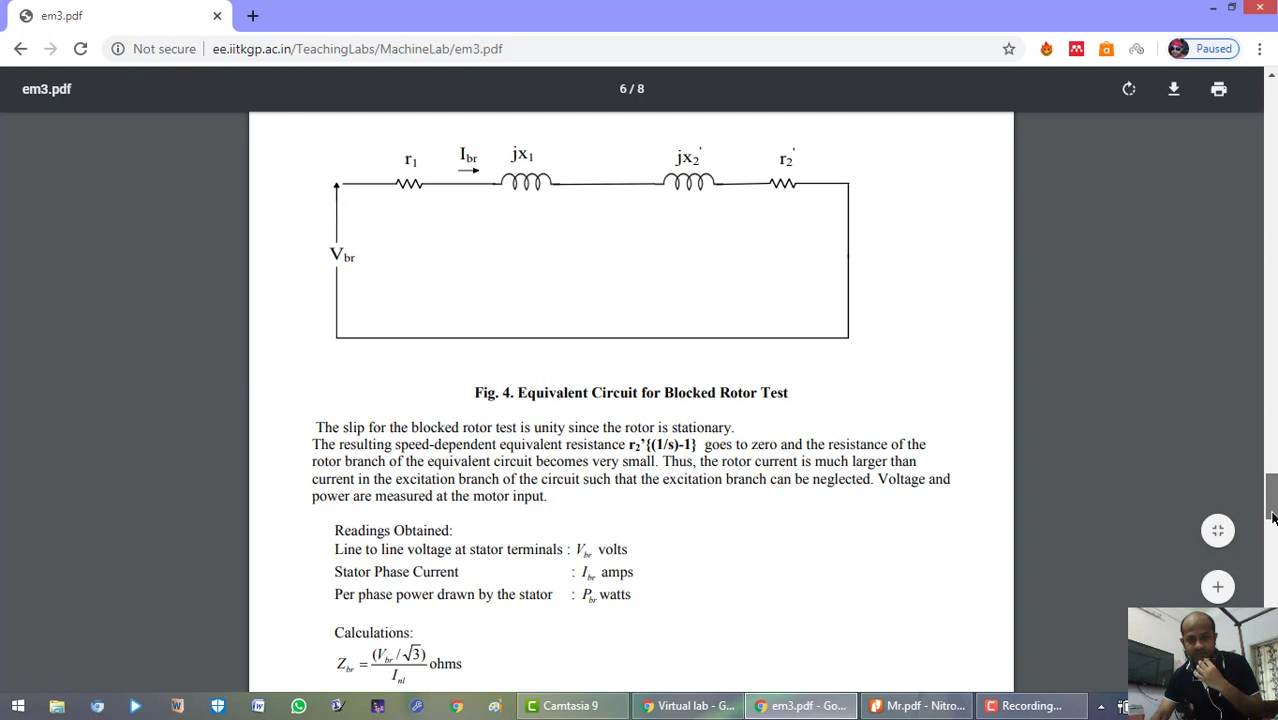 em3.pdf
Not secure
ee.iitkgp.ac.in/TeachingLabs/MachineLab/em3.pdf
Paused
em3.pdf
6 / 8
r1
Ibr
jx1
jx2'
r2'
Vbr
Fig. 4. Equivalent Circuit for Blocked Rotor Test
The slip for the blocked rotor test is unity since the rotor is stationary.
The resulting speed-dependent equivalent resistance r2'{(1/s)-1} goes to zero and the resistance of the
rotor branch of the equivalent circuit becomes very small. Thus, the rotor current is much larger than
current in the excitation branch of the circuit such that the excitation branch can be neglected. Voltage and
power are measured at the motor input.
Readings Obtained:
Line to line voltage at stator terminals : Vbr volts
Stator Phase Current : Ibr amps
Per phase power drawn by the stator : Pbr watts
Calculations:
Zbr = (Vbr / √3) / Inl ohms
Camtasia 9
Virtual lab - G...
em3.pdf - Go...
Mr.pdf - Nitro...
Recording...